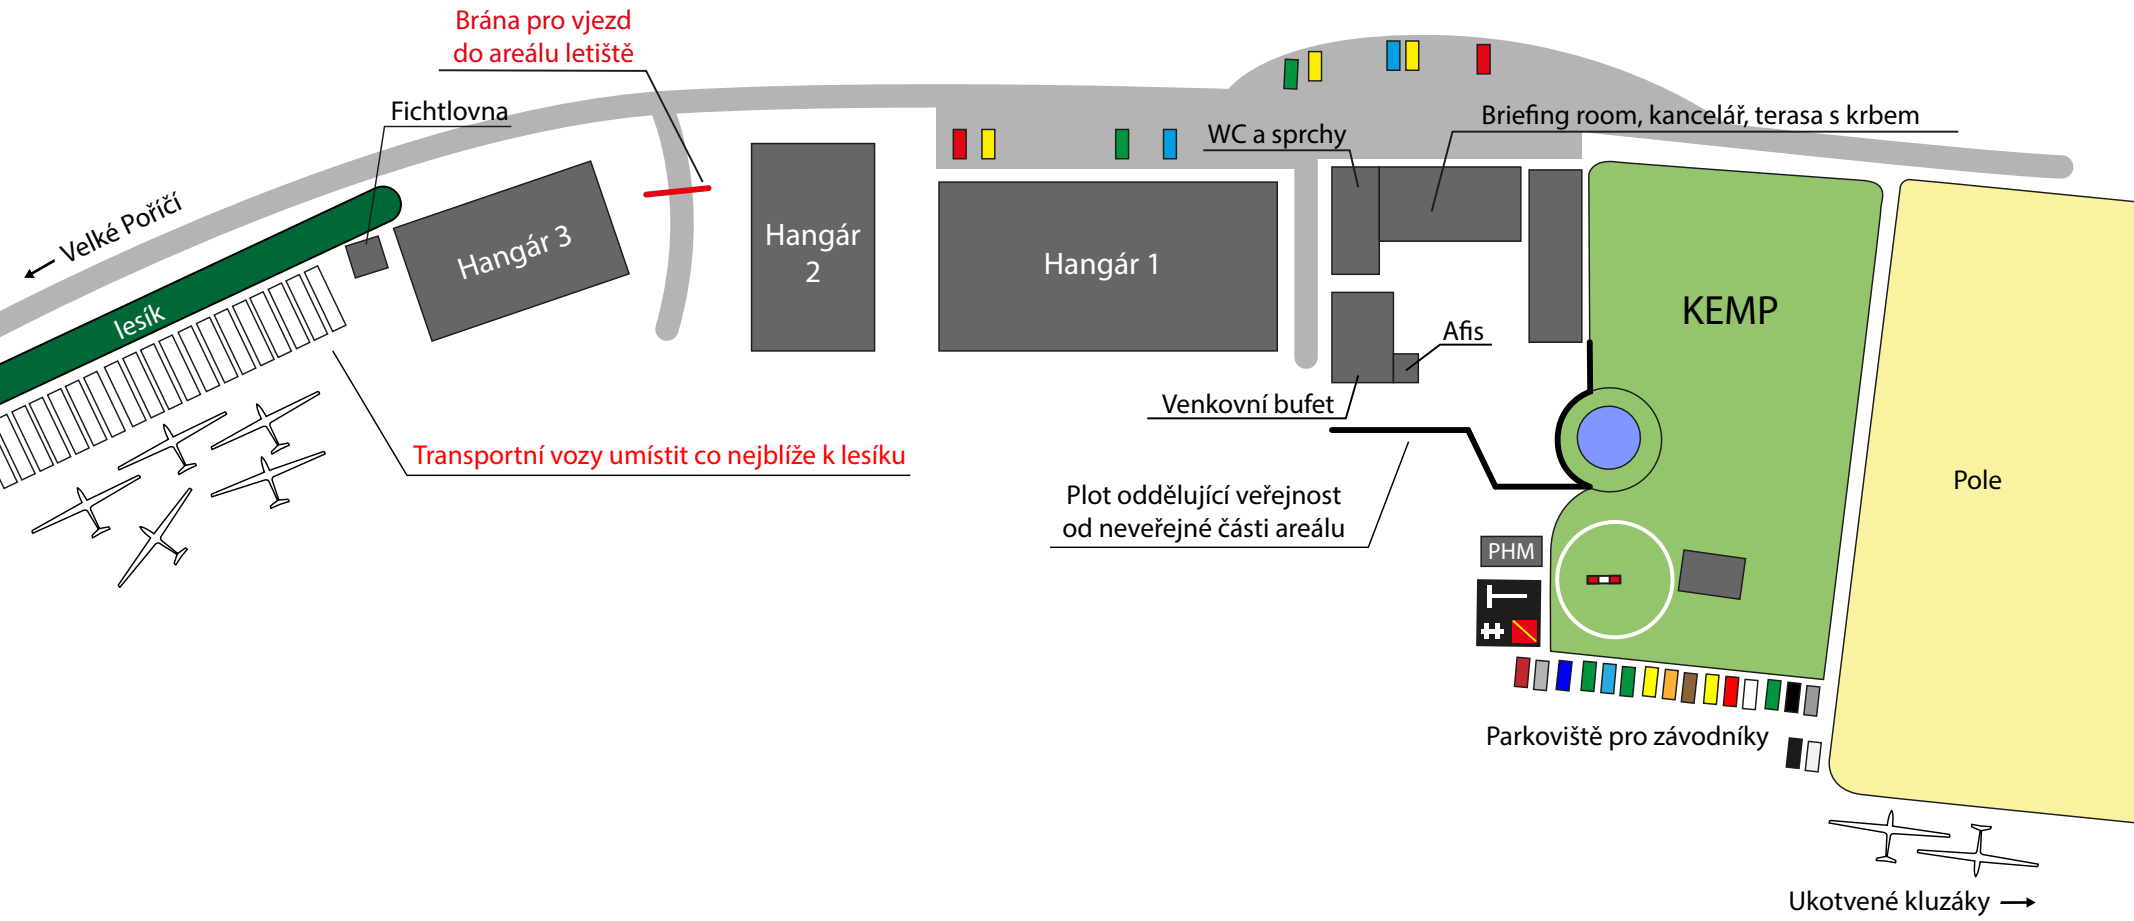 Brána pro vjezd
do areálu letiště
Fichtlovna
WC a sprchy
Briefing room, kancelář, terasa s krbem
Velké Poříčí
lesík
Hangár 3
Hangár
2
Hangár 1
KEMP
Afis
Venkovní bufet
Transportní vozy umístit co nejblíže k lesíku
Plot oddělující veřejnost
od neveřejné části areálu
Pole
PHM
Parkoviště pro závodníky
Ukotvené kluzáky